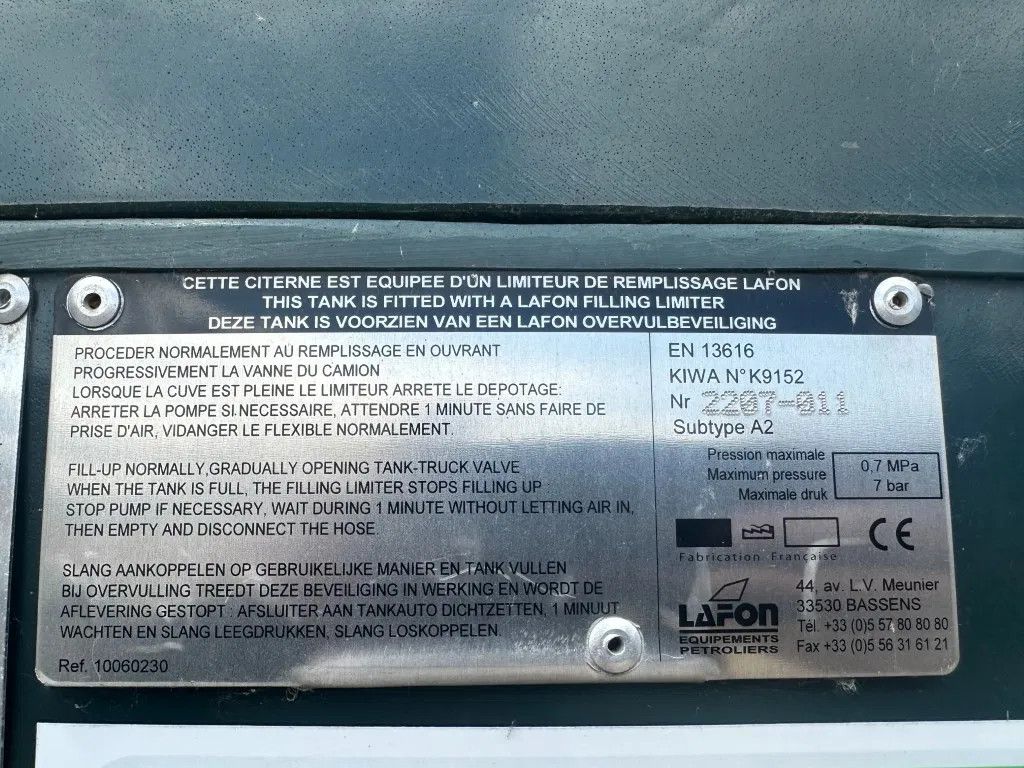 CETTE CITERNE EST EQUIPEE D'UN LIMITEUR DE REMPLISSAGE LAFON
THIS TANK IS FITTED WITH A LAFON FILLING LIMITER
DEZE TANK IS VOORZIEN VAN EEN LAFON OVERVULBEVEILIGING
PROCEDER NORMALEMENT AU REMPLISSAGE EN OUVRANT
PROGRESSIVEMENT LA VANNE DU CAMION
LORSQUE LA CUVE EST PLEINE LE LIMITEUR ARRETE LE DEPOTAGE:
ARRETER LA POMPE SI NECESSAIRE, ATTENDRE 1 MINUTE SANS FAIRE DE
PRISE D'AIR, VIDANGER LE FLEXIBLE NORMALEMENT.
FILL-UP NORMALLY,GRADUALLY OPENING TANK-TRUCK VALVE
WHEN THE TANK IS FULL, THE FILLING LIMITER STOPS FILLING UP
STOP PUMP IF NECESSARY, WAIT DURING 1 MINUTE WITHOUT LETTING AIR IN,
THEN EMPTY AND DISCONNECT THE HOSE.
SLANG AANKOPPELEN OP GEBRUIKELIJKE MANIER EN TANK VULLEN
BIJ OVERVULLING TREEDT DEZE BEVEILIGING IN WERKING EN WORDT DE
AFLEVERING GESTOPT : AFSLUITER AAN TANKAUTO DICHTZETTEN, 1 MINUUT
WACHTEN EN SLANG LEEGDRUKKEN, SLANG LOSKOPPELEN.
Ref. 10060230
EN 13616
KIWA N° K9152
Nr 2207-011
Subtype A2
Pression maximale
Maximum pressure
Maximale druk
0,7 MPa
7 bar
CE
Fabrication Française
LAFON
EQUIPEMENTS
PETROLIERS
44, av. L.V. Meunier
33530 BASSENS
Tél. +33 (0)5 57 80 80 80
Fax +33 (0)5 56 31 61 21